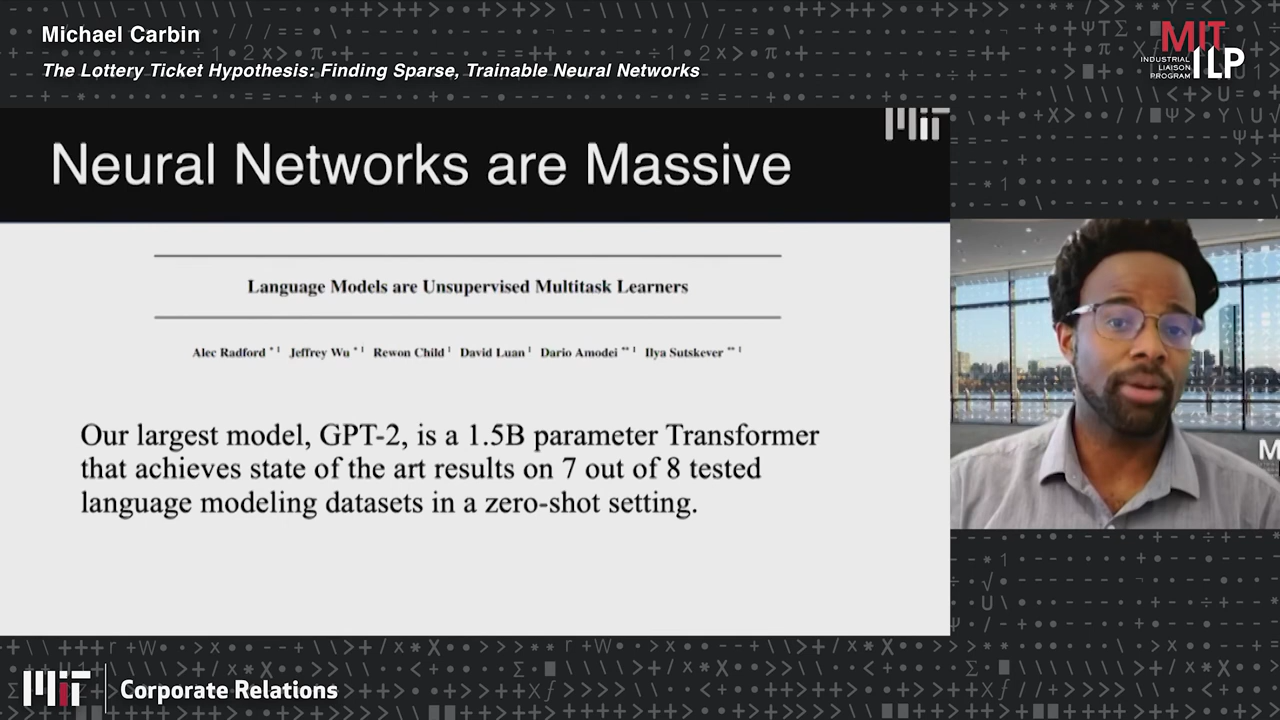 Michael Carbin
The Lottery Ticket Hypothesis: Finding Sparse, Trainable Neural Networks
MIT
INDUSTRIAL
LIAISON
PROGRAM
ILP
MIT
Neural Networks are Massive
Language Models are Unsupervised Multitask Learners
Alec Radford * 1 Jeffrey Wu * 1 Rewon Child 1 David Luan 1 Dario Amodei ** 1 Ilya Sutskever ** 1
Our largest model, GPT-2, is a 1.5B parameter Transformer
that achieves state of the art results on 7 out of 8 tested
language modeling datasets in a zero-shot setting.
M
MIT Corporate Relations